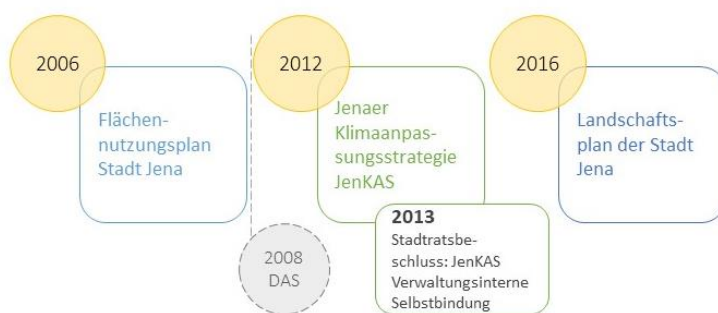 2006
Flächen-
nutzungsplan
Stadt Jena
2008
DAS
2012
Jenaer
Klimaanpas-
sungsstrategie
JenKAS
2013
Stadtratsbe-
schluss: JenKAS
Verwaltungsinterne
Selbstbindung
2016
Landschafts-
plan der Stadt
Jena